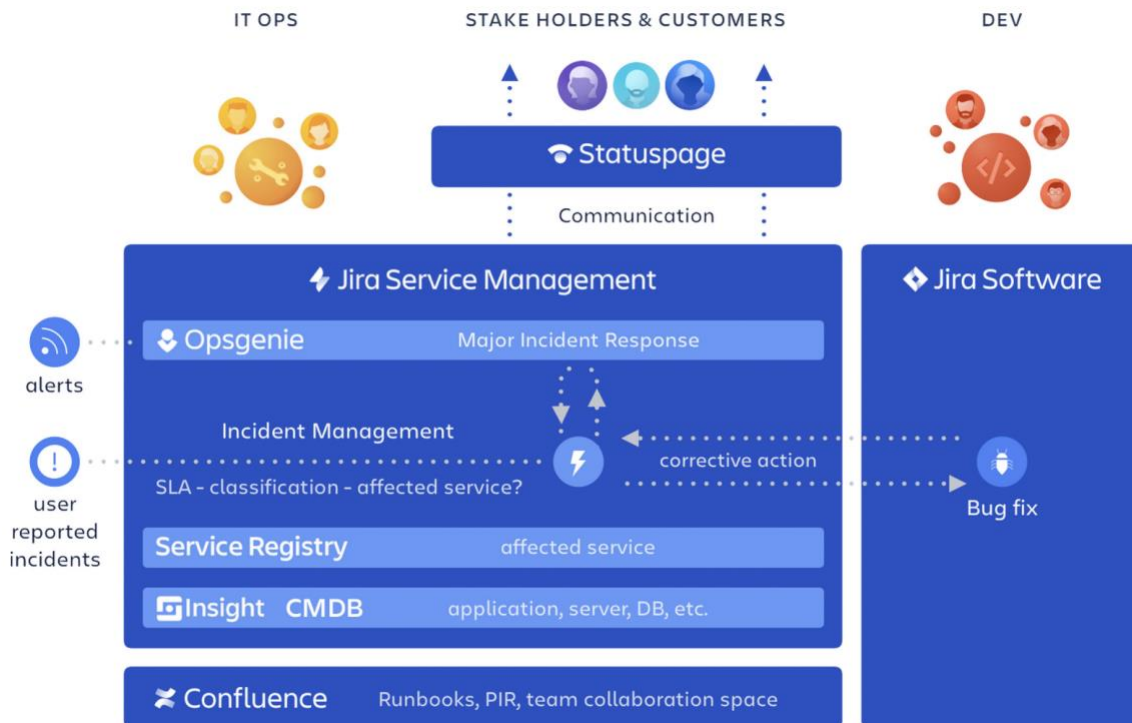 IT OPS
STAKE HOLDERS & CUSTOMERS
DEV
Statuspage
Communication
Jira Service Management
Jira Software
Opsgenie
Major Incident Response
alerts
Incident Management
corrective action
SLA - classification - affected service?
user
reported
incidents
Bug fix
Service Registry
affected service
Insight CMDB
application, server, DB, etc.
Confluence
Runbooks, PIR, team collaboration space